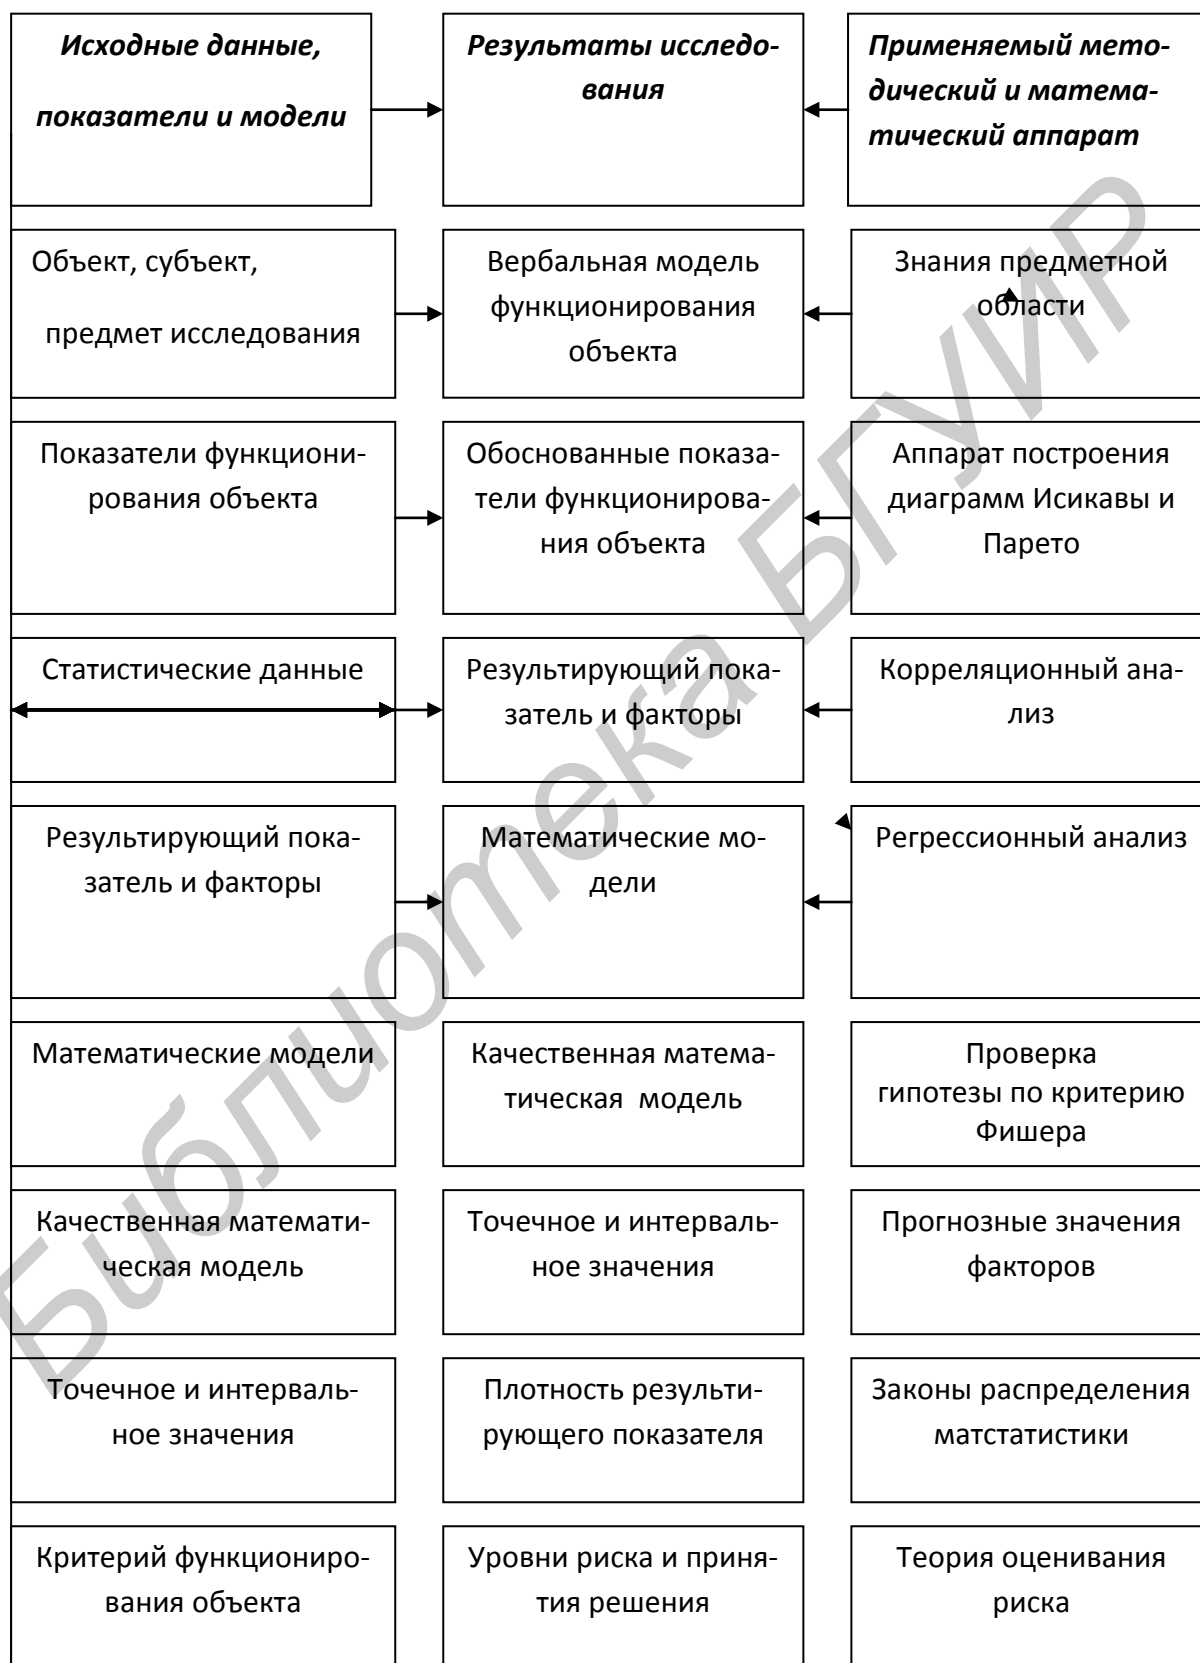 Исходные данные,
показатели и модели
Результаты исследо-
вания
Применяемый мето-
дический и матема-
тический аппарат
Объект, субъект,
предмет исследования
Вербальная модель
функционирования
объекта
Знания предметной
области
Показатели функциони-
рования объекта
Обоснованные показа-
тели функционирова-
ния объекта
Аппарат построения
диаграмм Исикавы и
Парето
Статистические данные
Результирующий пока-
затель и факторы
Корреляционный ана-
лиз
Результирующий пока-
затель и факторы
Математические мо-
дели
Регрессионный анализ
Математические модели
Качественная матема-
тическая модель
Проверка
гипотезы по критерию
Фишера
Качественная математи-
ческая модель
Точечное и интерваль-
ное значения
Прогнозные значения
факторов
Точечное и интерваль-
ное значения
Плотность результи-
рующего показателя
Законы распределения
матстатистики
Критерий функциониро-
вания объекта
Уровни риска и приня-
тия решения
Теория оценивания
риска
Библиотека БГУИР